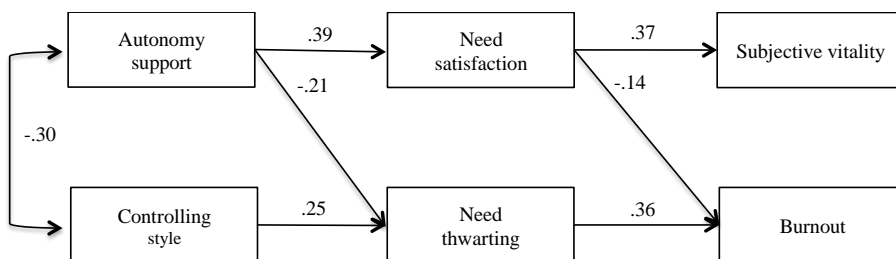 Autonomy
support
.39
Need
satisfaction
.37
Subjective vitality
-.21
-.14
-.30
Controlling
style
.25
Need
thwarting
.36
Burnout